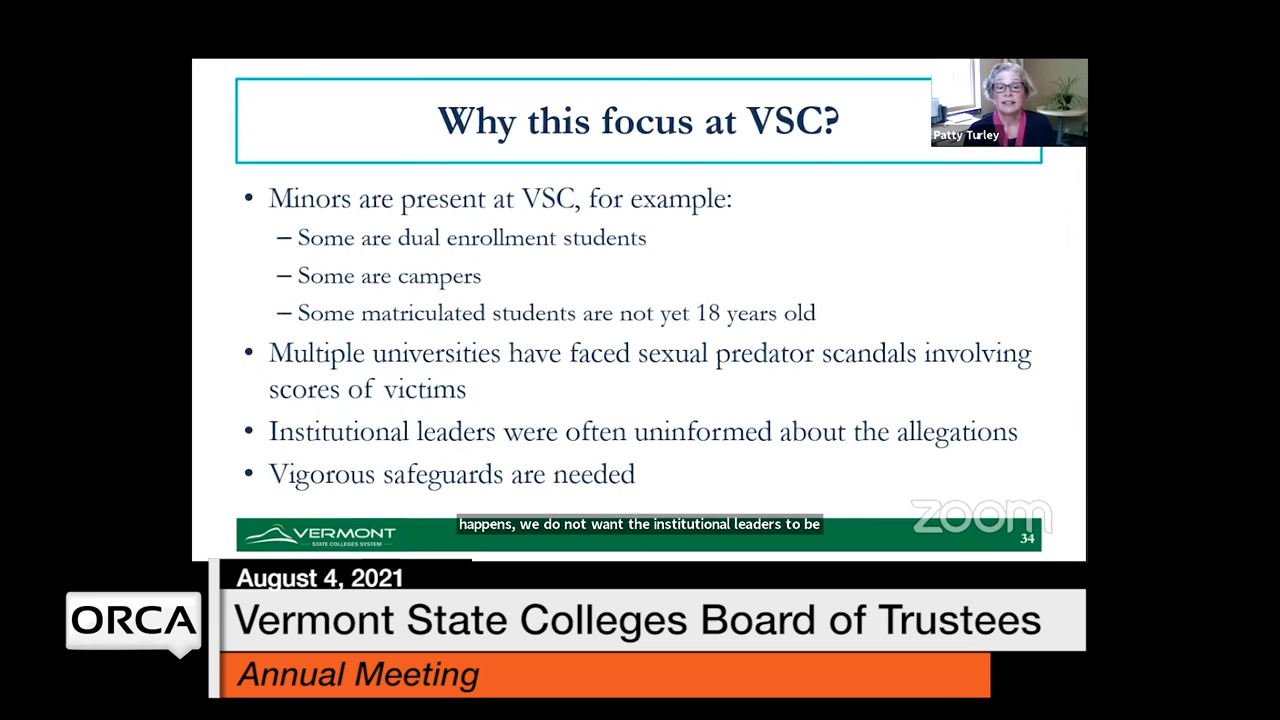 Why this focus at VSC?
Patty Turley
• Minors are present at VSC, for example:
– Some are dual enrollment students
– Some are campers
– Some matriculated students are not yet 18 years old
• Multiple universities have faced sexual predator scandals involving
scores of victims
• Institutional leaders were often uninformed about the allegations
• Vigorous safeguards are needed
zoom
VERMONT
STATE COLLEGES SYSTEM
happens, we do not want the institutional leaders to be
34
August 4, 2021
ORCA
Vermont State Colleges Board of Trustees
Annual Meeting